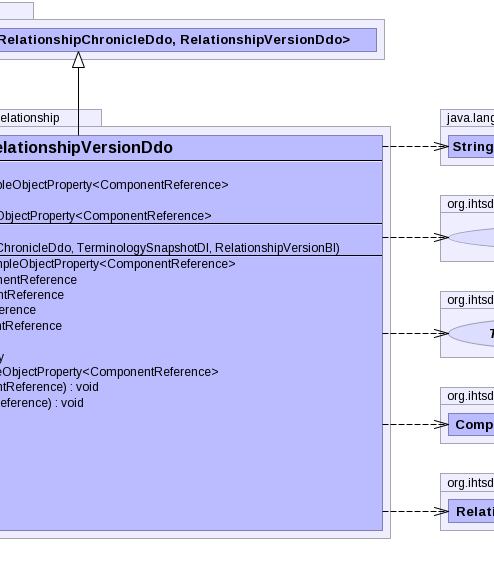 RelationshipChronicleDdo, RelationshipVersionDdo>
elationship
elationshipVersionDdo
pleObjectProperty<ComponentReference>
ObjectProperty<ComponentReference>
ChronicleDdo, TerminologySnapshotDI, RelationshipVersionBI)
mpleObjectProperty<ComponentReference>
nentReference
ntReference
erence
ntReference
y
eObjectProperty<ComponentReference>
ntReference) : void
eference) : void
java.lang
String
org.ihtsd
org.ihtsd
T
org.ihtsd
Comp
org.ihtsd
Relati